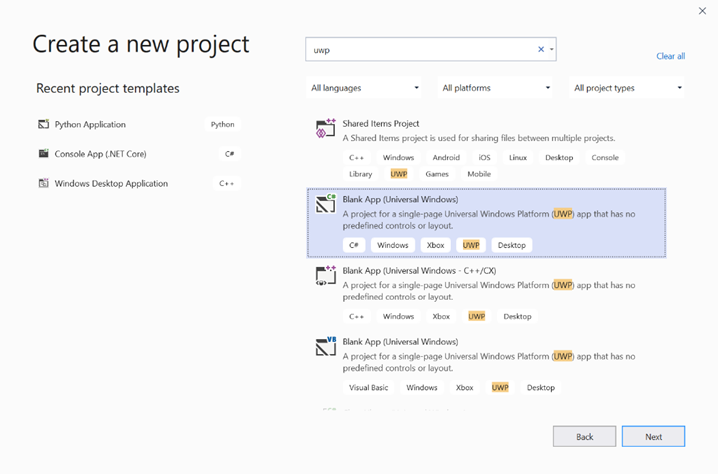 Create a new project
Recent project templates
Python Application Python
Console App (.NET Core) C#
Windows Desktop Application C++
uwp
Clear all
All languages All platforms All project types
Shared Items Project
A Shared Items project is used for sharing files between multiple projects.
C++ Windows Android iOS Linux Desktop Console
Library UWP Games Mobile
C#
Blank App (Universal Windows)
A project for a single-page Universal Windows Platform (UWP) app that has no
predefined controls or layout.
C# Windows Xbox UWP Desktop
Blank App (Universal Windows - C++/CX)
A project for a single-page Universal Windows Platform (UWP) app that has no
predefined controls or layout.
C++ Windows Xbox UWP Desktop
VB
Blank App (Universal Windows)
A project for a single-page Universal Windows Platform (UWP) app that has no
predefined controls or layout.
Visual Basic Windows Xbox UWP Desktop
Back Next